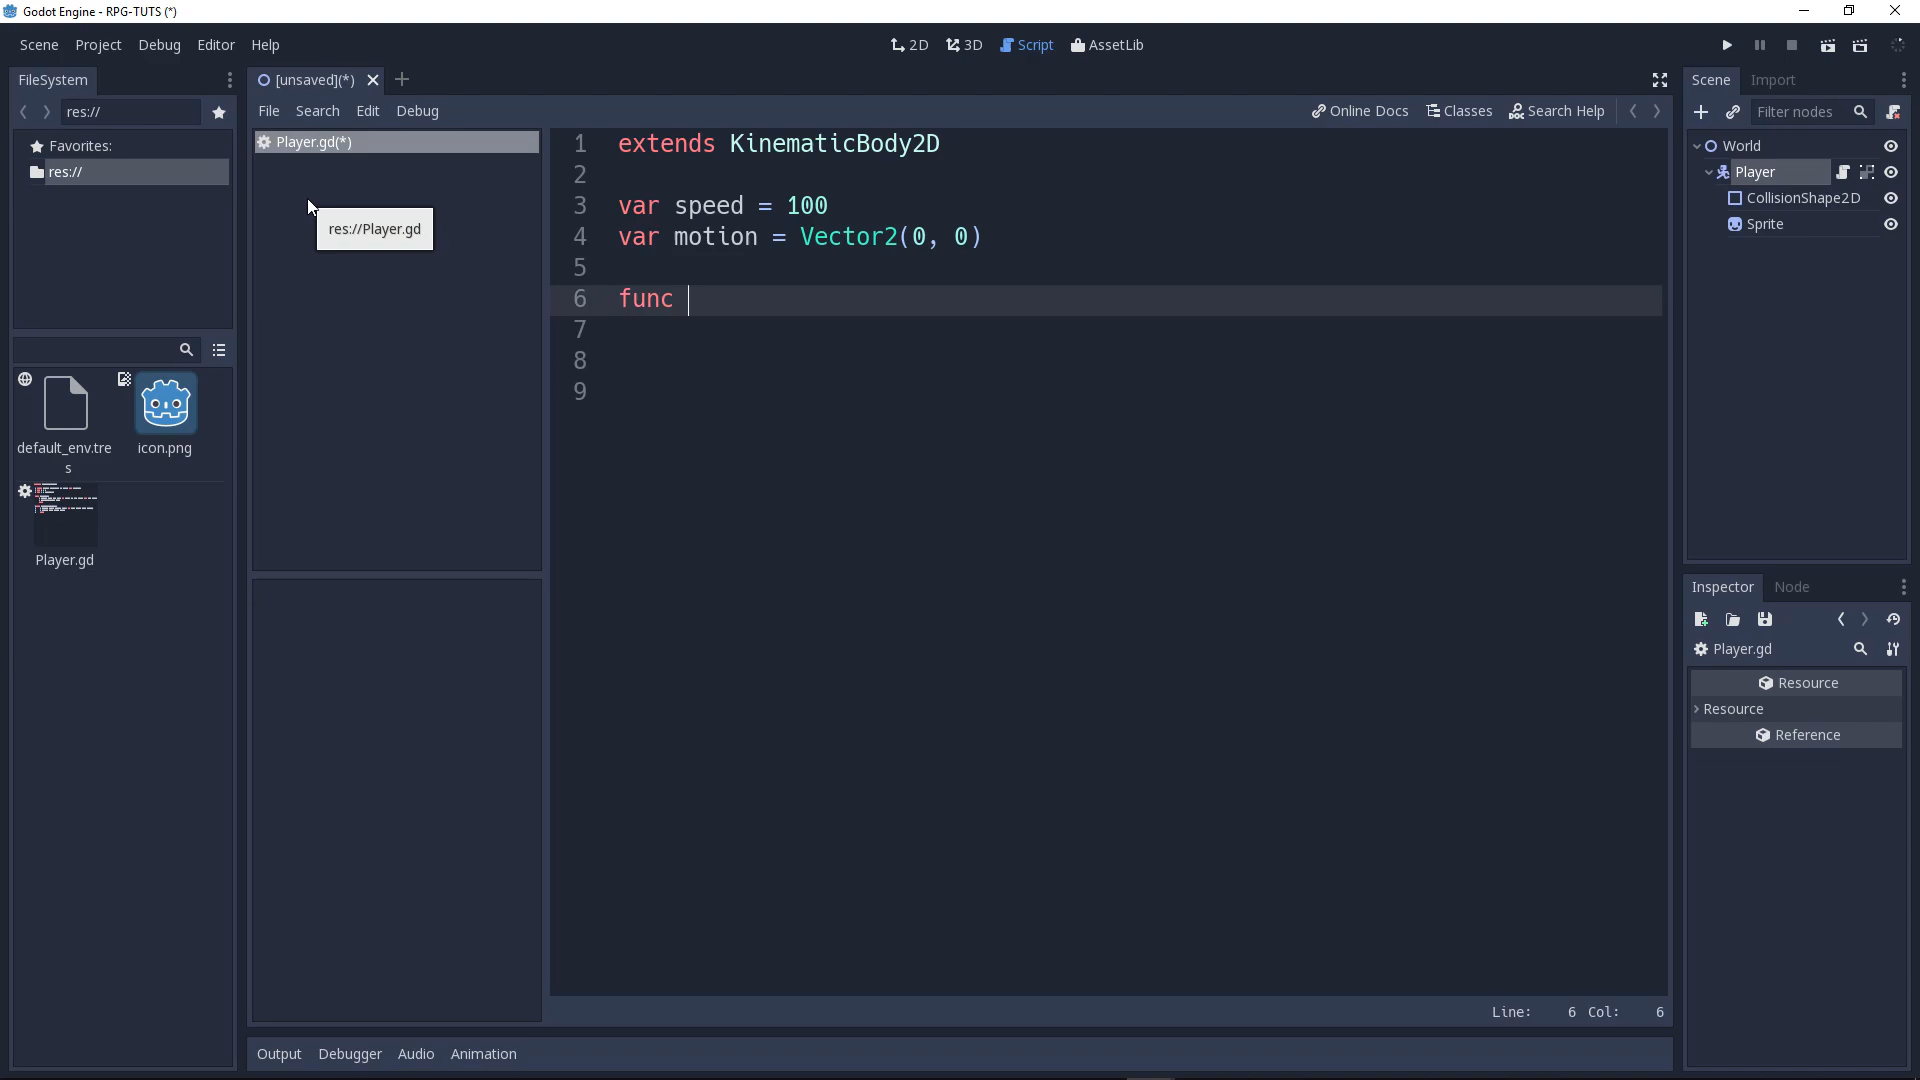 Godot Engine - RPG-TUTS (*)
Scene Project Debug Editor Help
2D 3D Script AssetLib
FileSystem
[unsaved](*)
Scene Import
res://
File Search Edit Debug
Online Docs Classes Search Help
Filter nodes
Favorites:
res://
Player.gd(*)
res://Player.gd
1 extends KinematicBody2D
2
3 var speed = 100
4 var motion = Vector2(0, 0)
5
6 func
7
8
9
World
Player
CollisionShape2D
Sprite
default_env.tre
s
icon.png
Player.gd
Inspector Node
Player.gd
Resource
Resource
Reference
Line: 6 Col: 6
Output Debugger Audio Animation